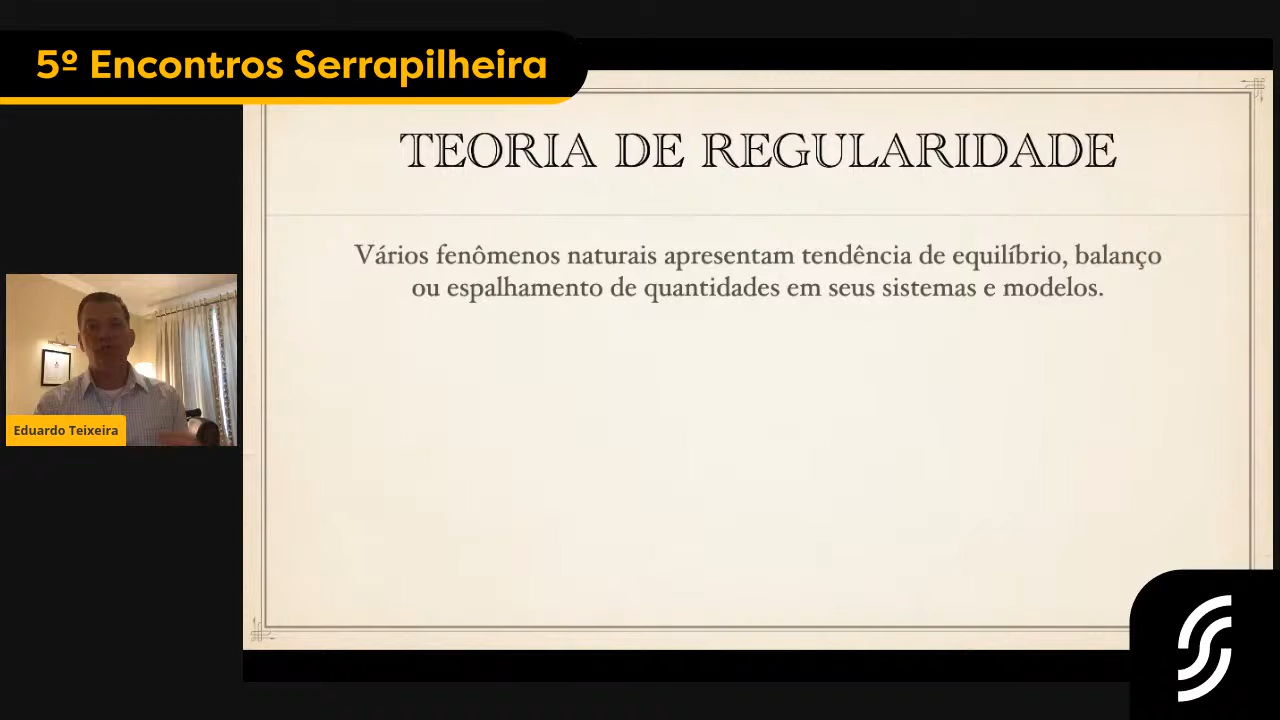 5º Encontros Serrapilheira
TEORIA DE REGULARIDADE
Vários fenômenos naturais apresentam tendência de equilíbrio, balanço
ou espalhamento de quantidades em seus sistemas e modelos.
Eduardo Teixeira